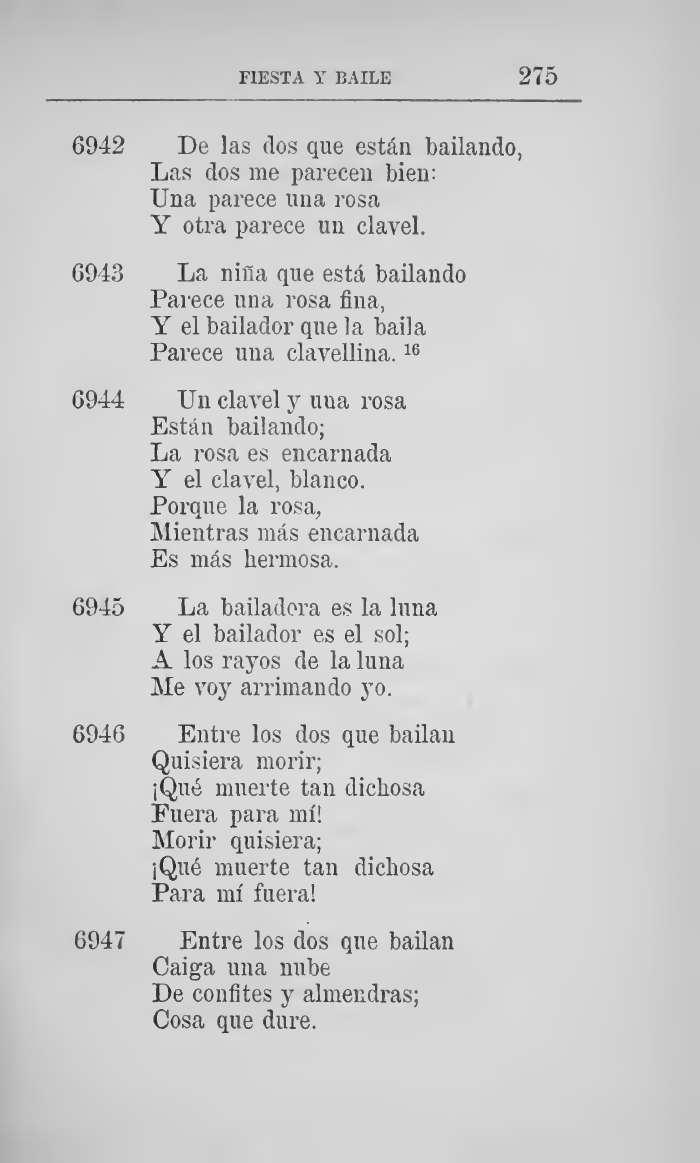 FIESTA Y BAILE 275
6942 De las dos que están bailando,
Las dos me parecen bien:
Una parece una rosa
Y otra parece un clavel.
6943 La niña que está bailando
Parece una rosa fina,
Y el bailador que la baila
Parece una clavellina. 16
6944 Un clavel y una rosa
Están bailando;
La rosa es encarnada
Y el clavel, blanco.
Porque la rosa,
Mientras más encarnada
Es más hermosa.
6945 La bailadora es la luna
Y el bailador es el sol;
A los rayos de la luna
Me voy arrimando yo.
6946 Entre los dos que bailan
Quisiera morir;
¡Qué muerte tan dichosa
Fuera para mí!
Morir quisiera;
¡Qué muerte tan dichosa
Para mí fuera!
6947 Entre los dos que bailan
Caiga una nube
De confites y almendras;
Cosa que dure.